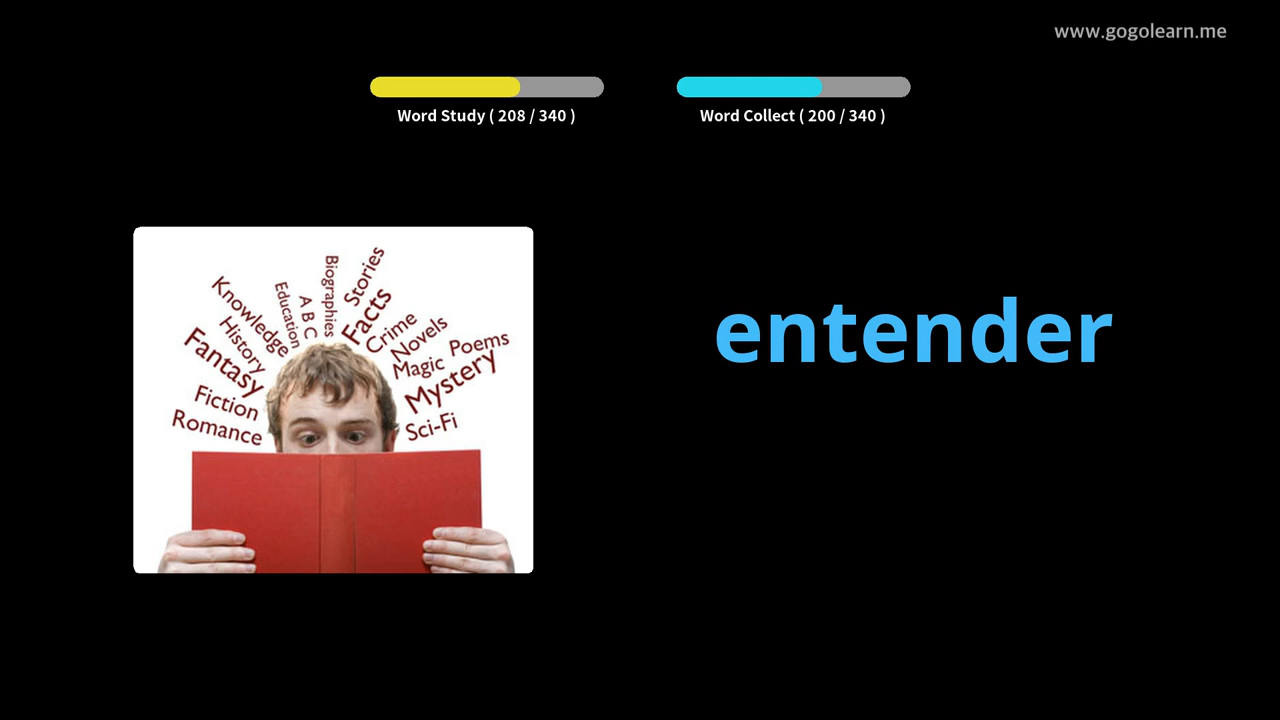 www.gogolearn.me
Word Study ( 208 / 340 )
Word Collect ( 200 / 340 )
entender
Biographies
Stories
Education
A B C
Facts
Knowledge
History
Crime
Novels
Fantasy
Magic
Poems
Mystery
Fiction
Romance
Sci-Fi